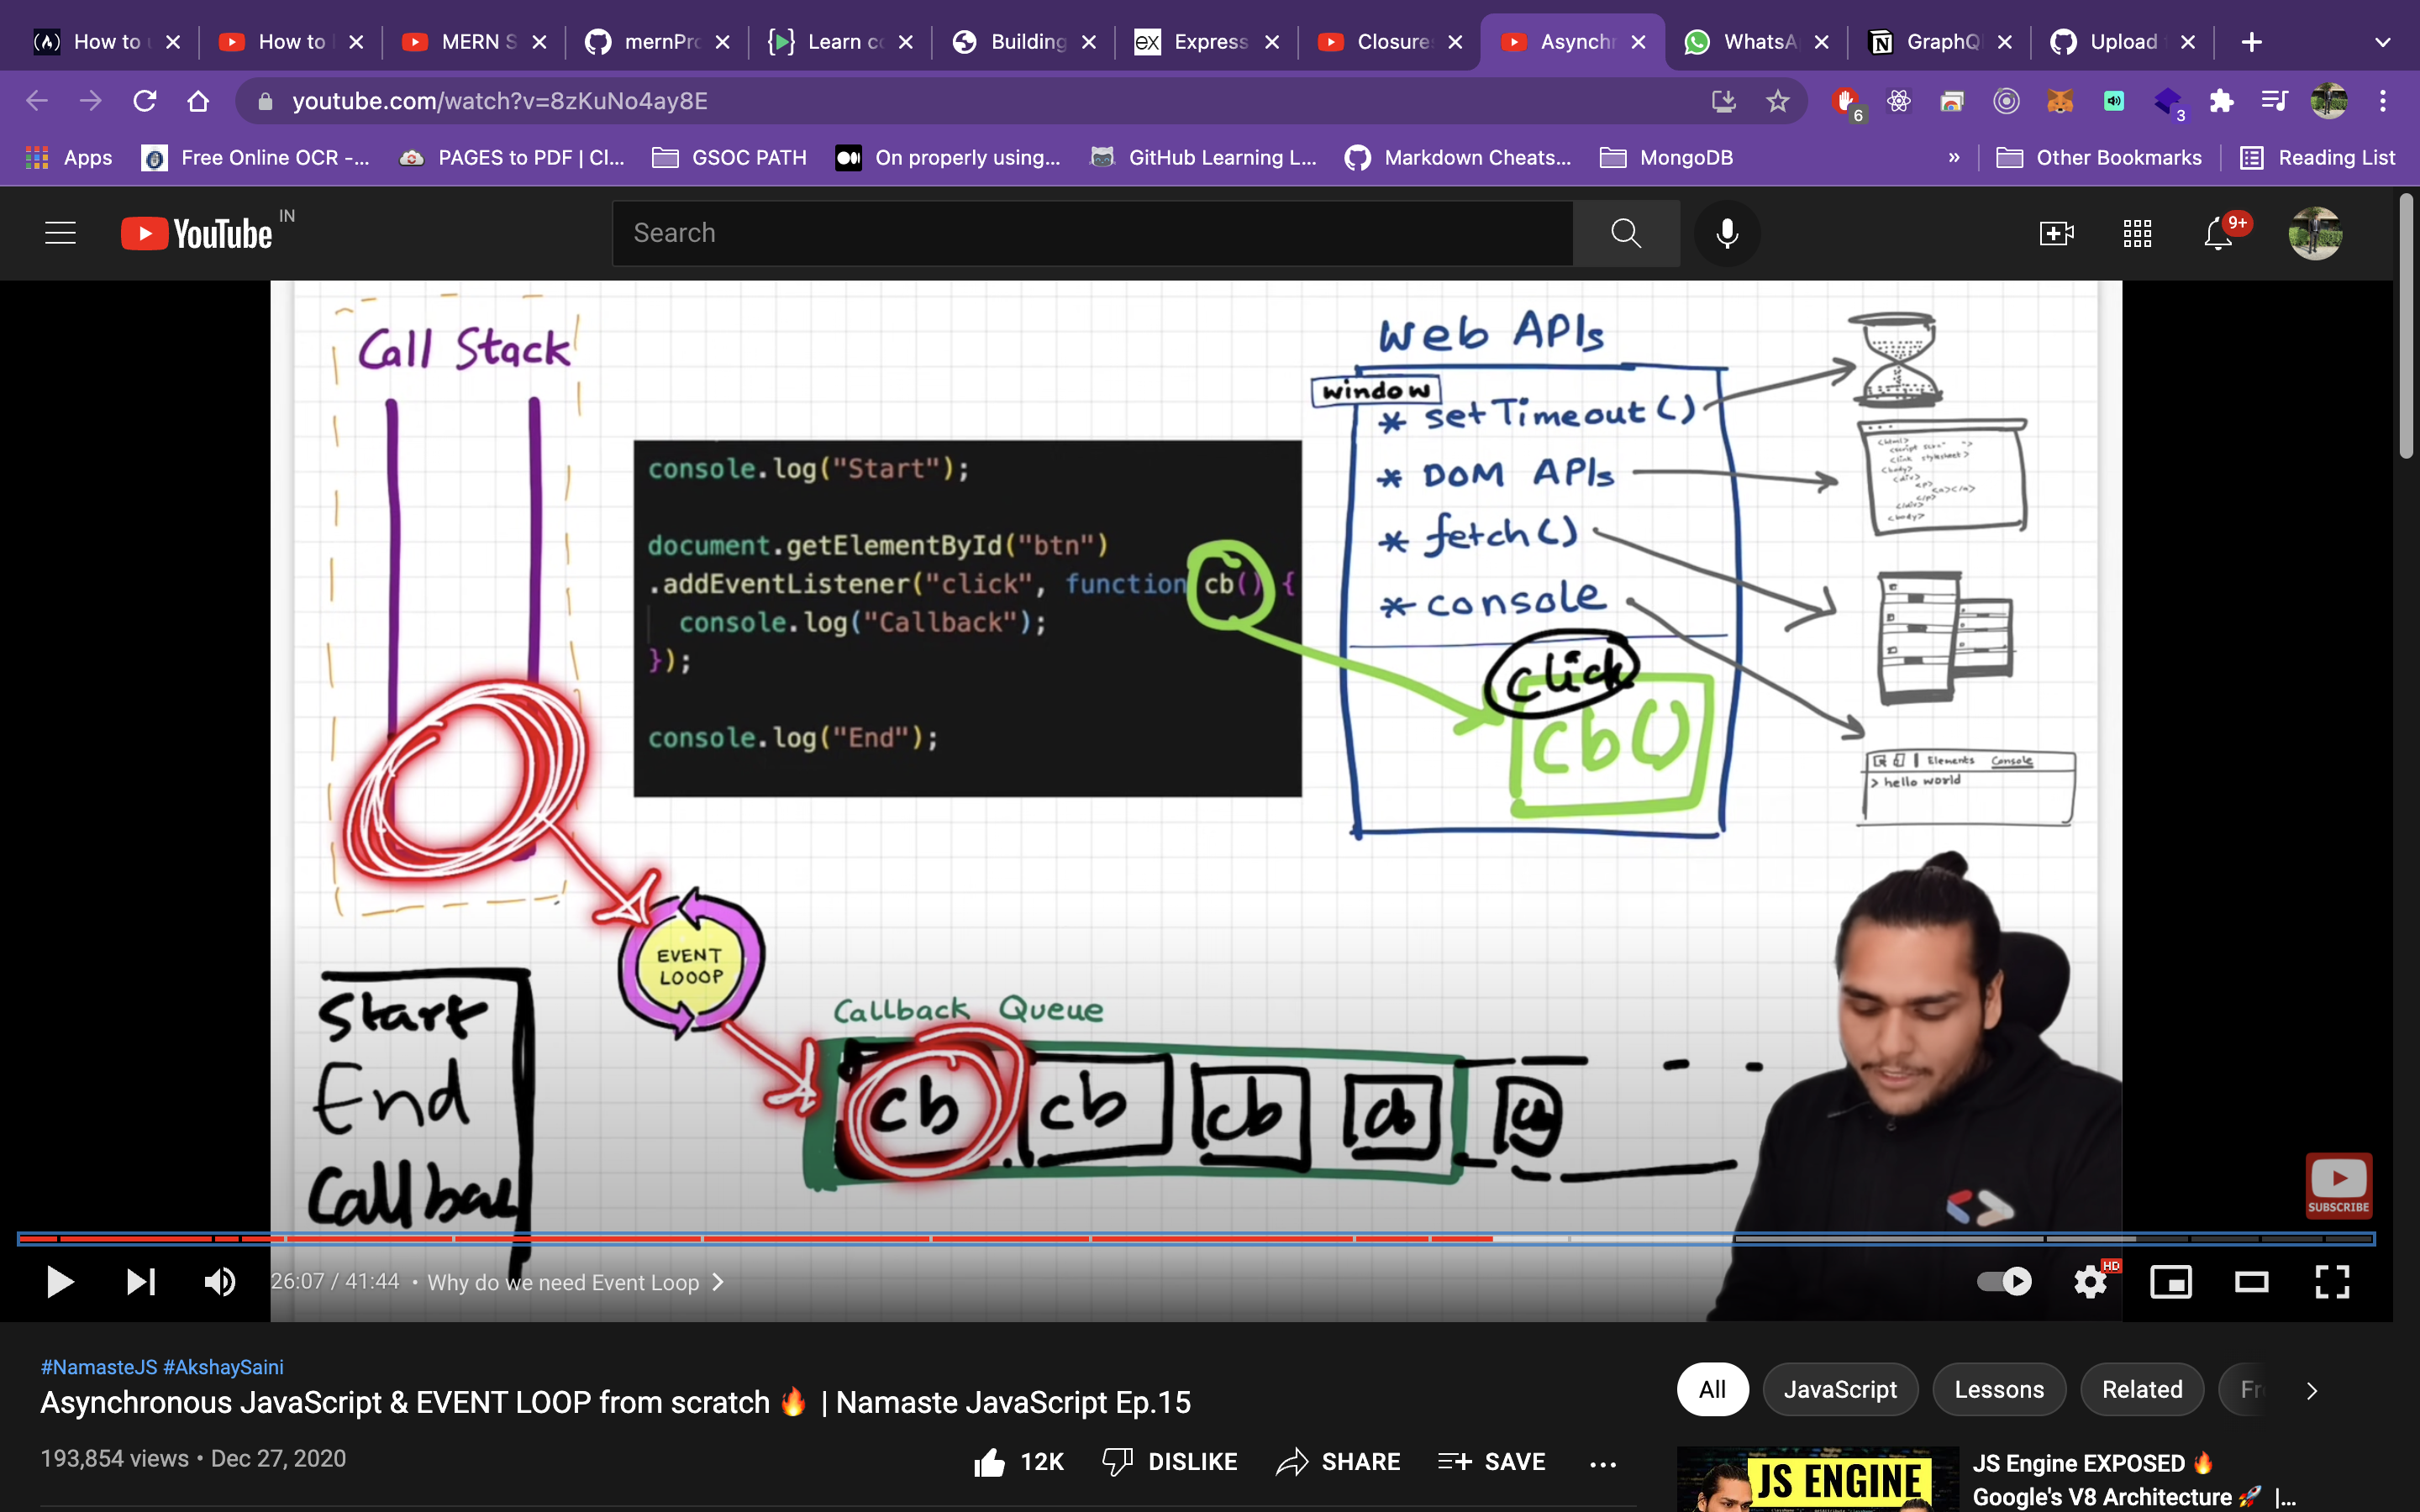 How to
How to
MERN S
mernPro
Learn co
Building
Express
Closure
Asynchr
WhatsA
GraphQ
Upload
youtube.com/watch?v=8zKuNo4ay8E
6
3
Apps
Free Online OCR -...
PAGES to PDF | Cl...
GSOC PATH
On properly using...
GitHub Learning L...
Markdown Cheats...
MongoDB
»
Other Bookmarks
Reading List
YouTube IN
Search
9+
Call Stack
Web APIs
window
* setTimeout()
* DOM APIs
* fetch()
* console
console.log("Start");
document.getElementById("btn")
.addEventListener("click", function cb() {
console.log("Callback");
});
console.log("End");
click
cb()
Elements Console
> hello world
EVENT
LOOOP
Start
End
Callbac
Callback Queue
cb cb cb cb cb
SUBSCRIBE
26:07 / 41:44 • Why do we need Event Loop
HD
#NamasteJS #AkshaySaini
Asynchronous JavaScript & EVENT LOOP from scratch 🔥 | Namaste JavaScript Ep.15
193,854 views • Dec 27, 2020
12K
DISLIKE
SHARE
SAVE
...
All
JavaScript
Lessons
Related
JS ENGINE
JS Engine EXPOSED 🔥
Google's V8 Architecture 🚀 |...